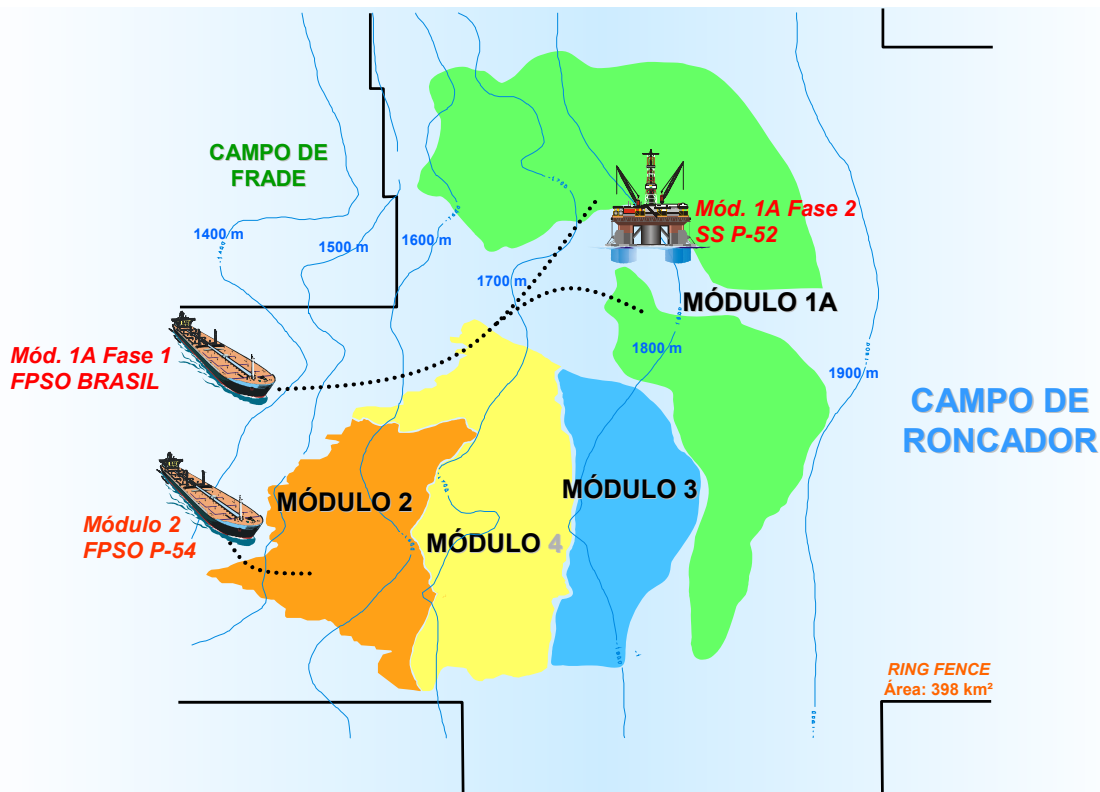 CAMPO DE
FRADE
1400 m
1500 m
1600 m
1700 m
Mód. 1A Fase 2
SS P-52
MÓDULO 1A
1800 m
1900 m
Mód. 1A Fase 1
FPSO BRASIL
CAMPO DE
RONCADOR
MÓDULO 2
MÓDULO 3
Módulo 2
FPSO P-54
MÓDULO 4
RING FENCE
Área: 398 km²